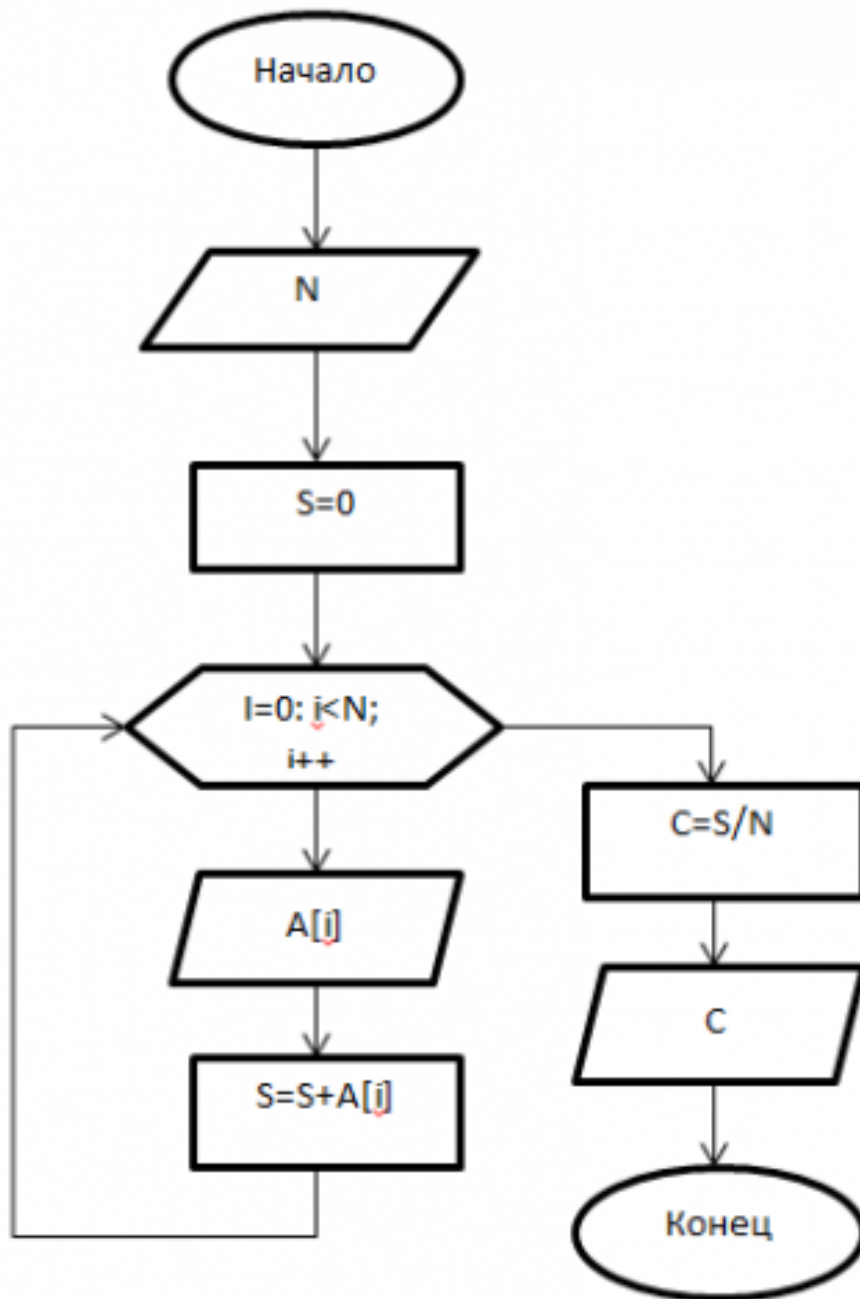 Начало
N
S=0
I=0: i<N;
i++
A[i]
S=S+A[i]
C=S/N
C
Конец